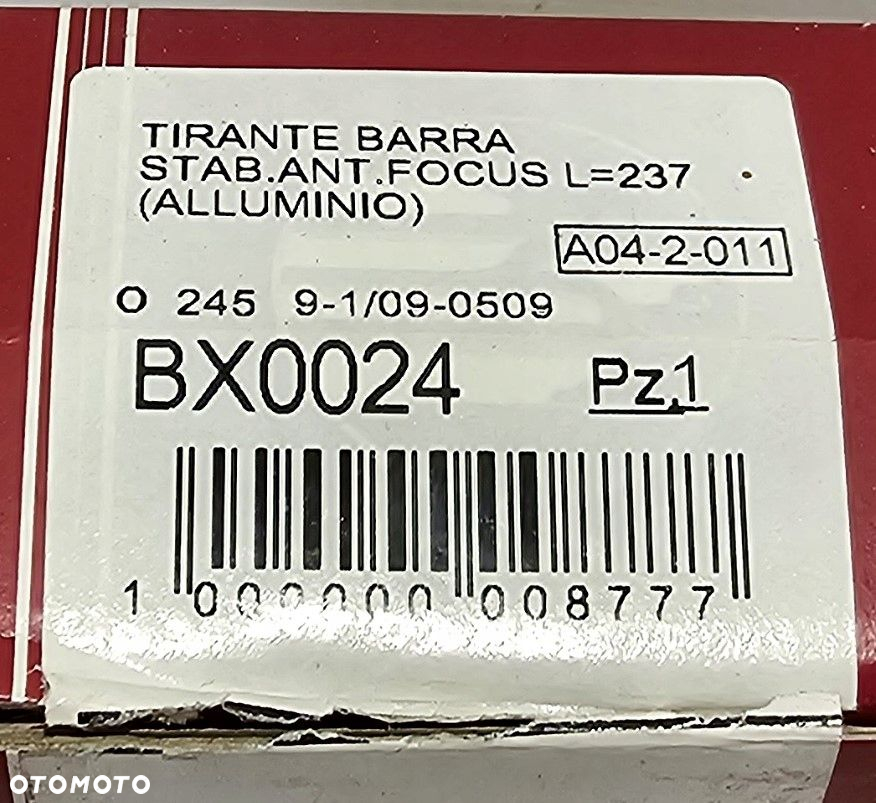 TIRANTE BARRA
STAB.ANT.FOCUS L=237
(ALLUMINIO)
A04-2-011
O 245 9-1/09-0509
BX0024 Pz.1
1 000000 008777
OTOMOTO